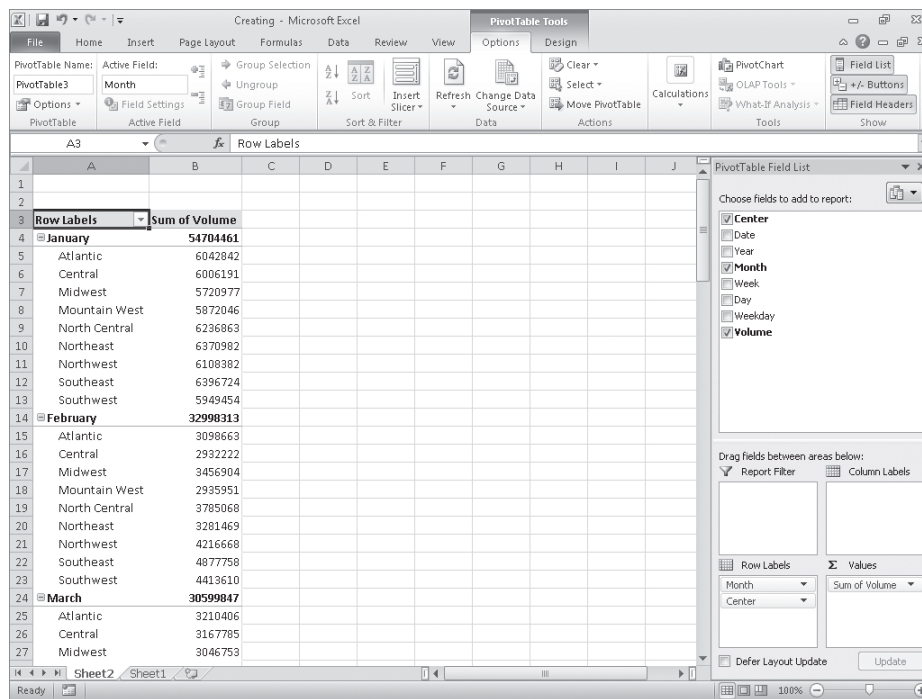 Creating - Microsoft Excel
PivotTable Tools
File Home Insert Page Layout Formulas Data Review View Options Design
PivotTable Name: Active Field: Group Selection Clear PivotChart Field List
PivotTable3 Month Ungroup Select OLAP Tools +/- Buttons
Options Field Settings Group Field Sort Insert Slicer Refresh Change Data Source Move PivotTable Calculations What-If Analysis Field Headers
PivotTable Active Field Group Sort & Filter Data Actions Tools Show
A3 fx Row Labels
A B C D E F G H I J
1
2
3 Row Labels Sum of Volume
4 January 54704461
5 Atlantic 6042842
6 Central 6006191
7 Midwest 5720977
8 Mountain West 5872046
9 North Central 6236863
10 Northeast 6370982
11 Northwest 6108382
12 Southeast 6396724
13 Southwest 5949454
14 February 32998313
15 Atlantic 3098663
16 Central 2932222
17 Midwest 3456904
18 Mountain West 2935951
19 North Central 3785068
20 Northeast 3281469
21 Northwest 4216668
22 Southeast 4877758
23 Southwest 4413610
24 March 30599847
25 Atlantic 3210406
26 Central 3167785
27 Midwest 3046753
PivotTable Field List
Choose fields to add to report:
Center
Date
Year
Month
Week
Day
Weekday
Volume
Drag fields between areas below:
Report Filter Column Labels
Row Labels Σ Values
Month Sum of Volume
Center
Defer Layout Update Update
Sheet2 Sheet1
Ready 100%